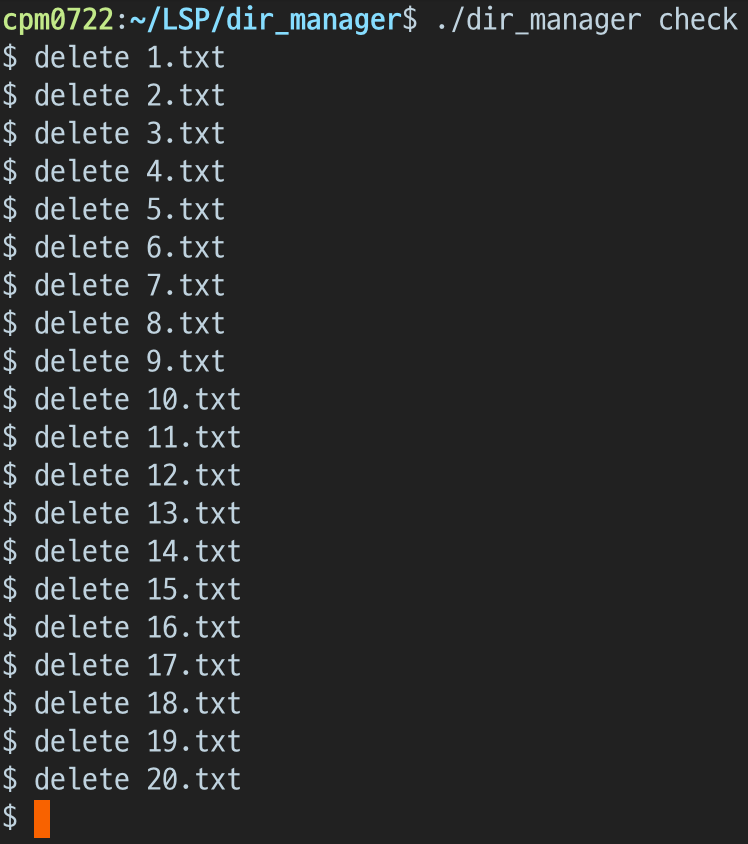 cpm0722:~/LSP/dir_manager$ ./dir_manager check
$ delete 1.txt
$ delete 2.txt
$ delete 3.txt
$ delete 4.txt
$ delete 5.txt
$ delete 6.txt
$ delete 7.txt
$ delete 8.txt
$ delete 9.txt
$ delete 10.txt
$ delete 11.txt
$ delete 12.txt
$ delete 13.txt
$ delete 14.txt
$ delete 15.txt
$ delete 16.txt
$ delete 17.txt
$ delete 18.txt
$ delete 19.txt
$ delete 20.txt
$